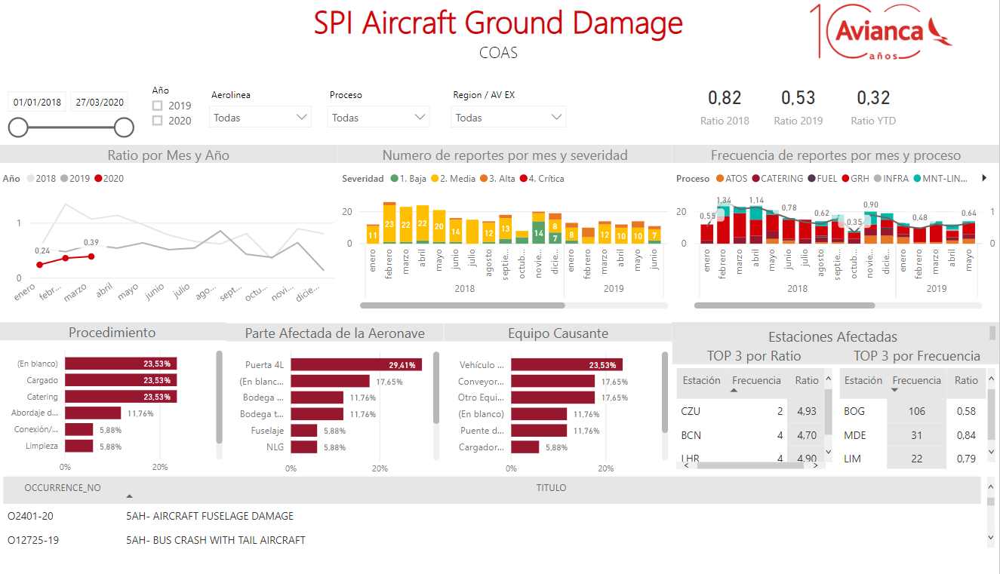 SPI Aircraft Ground Damage
COAS
100 Avianca
años
01/01/2018 27/03/2020
Año
2019
2020
Aerolinea
Todas
Proceso
Todas
Region / AV EX
Todas
0,82
Ratio 2018
0,53
Ratio 2019
0,32
Ratio YTD
Ratio por Mes y Año
Año 2018 2019 2020
1
0
0,24
0,39
enero febr... marzo abril mayo junio julio ago... sept... octu... novi... dicie...
Numero de reportes por mes y severidad
Severidad 1. Baja 2. Media 3. Alta 4. Crítica
20
0
11 23 22 22 20 14 12 13 14 8 7 8 12 10 10 7
enero febrero marzo abril mayo junio julio agosto septie... octub... novie... dicie... enero febrero marzo abril mayo junio
2018 2019
Frecuencia de reportes por mes y proceso
Proceso ATOS CATERING FUEL GRH INFRA MNT-LIN...
20
0
1
0
0,55 1,34 1,14 0,78 0,62 0,35 0,90 0,48 0,64
enero febrero marzo abril mayo junio julio agosto septie... octub... novie... dicie... enero febrero marzo abril mayo
2018 2019
Procedimiento
(En blanco) 23,53%
Cargado 23,53%
Catering 23,53%
Abordaje d... 11,76%
Conexión/... 5,88%
Limpieza 5,88%
0% 20%
Parte Afectada de la Aeronave
Puerta 4L 29,41%
(En blanc... 17,65%
Bodega ... 11,76%
Bodega t... 11,76%
Fuselaje 5,88%
NLG 5,88%
0% 20%
Equipo Causante
Vehículo ... 23,53%
Conveyor... 17,65%
Otro Equi... 17,65%
(En blanco) 11,76%
Puente d... 11,76%
Cargador... 5,88%
0% 20%
Estaciones Afectadas
TOP 3 por Ratio
Estación Frecuencia Ratio
CZU 2 4,93
BCN 4 4,70
LHR 4 4,90
TOP 3 por Frecuencia
Estación Frecuencia Ratio
BOG 106 0,58
MDE 31 0,84
LIM 22 0,79
OCCURRENCE_NO TITULO
O2401-20 5AH- AIRCRAFT FUSELAGE DAMAGE
O12725-19 5AH- BUS CRASH WITH TAIL AIRCRAFT